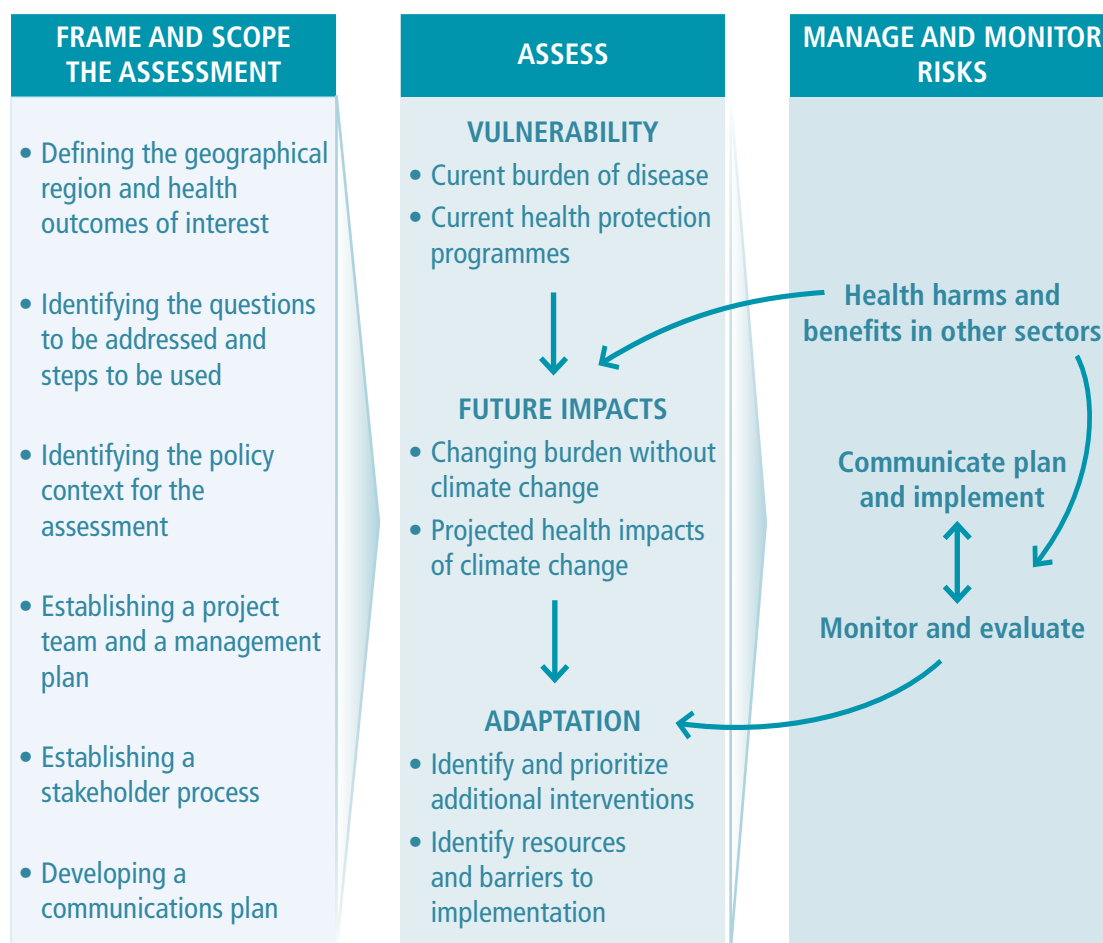 FRAME AND SCOPE
THE ASSESSMENT
• Defining the geographical
region and health
outcomes of interest
• Identifying the questions
to be addressed and
steps to be used
• Identifying the policy
context for the
assessment
• Establishing a project
team and a management
plan
• Establishing a
stakeholder process
• Developing a
communications plan
ASSESS
VULNERABILITY
• Curent burden of disease
• Current health protection
programmes
FUTURE IMPACTS
• Changing burden without
climate change
• Projected health impacts
of climate change
ADAPTATION
• Identify and prioritize
additional interventions
• Identify resources
and barriers to
implementation
MANAGE AND MONITOR
RISKS
Health harms and
benefits in other sectors
Communicate plan
and implement
Monitor and evaluate